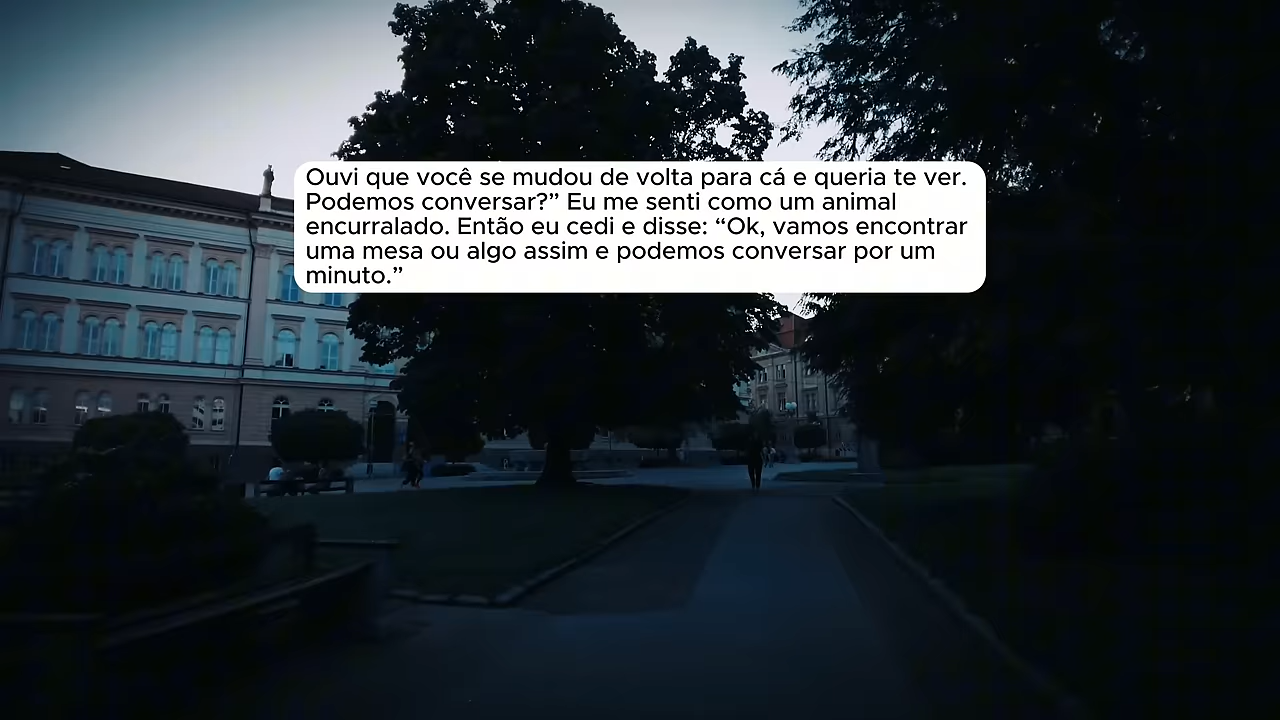 Ouvi que você se mudou de volta para cá e queria te ver.
Podemos conversar?” Eu me senti como um animal
encurralado. Então eu cedi e disse: “Ok, vamos encontrar
uma mesa ou algo assim e podemos conversar por um
minuto.”